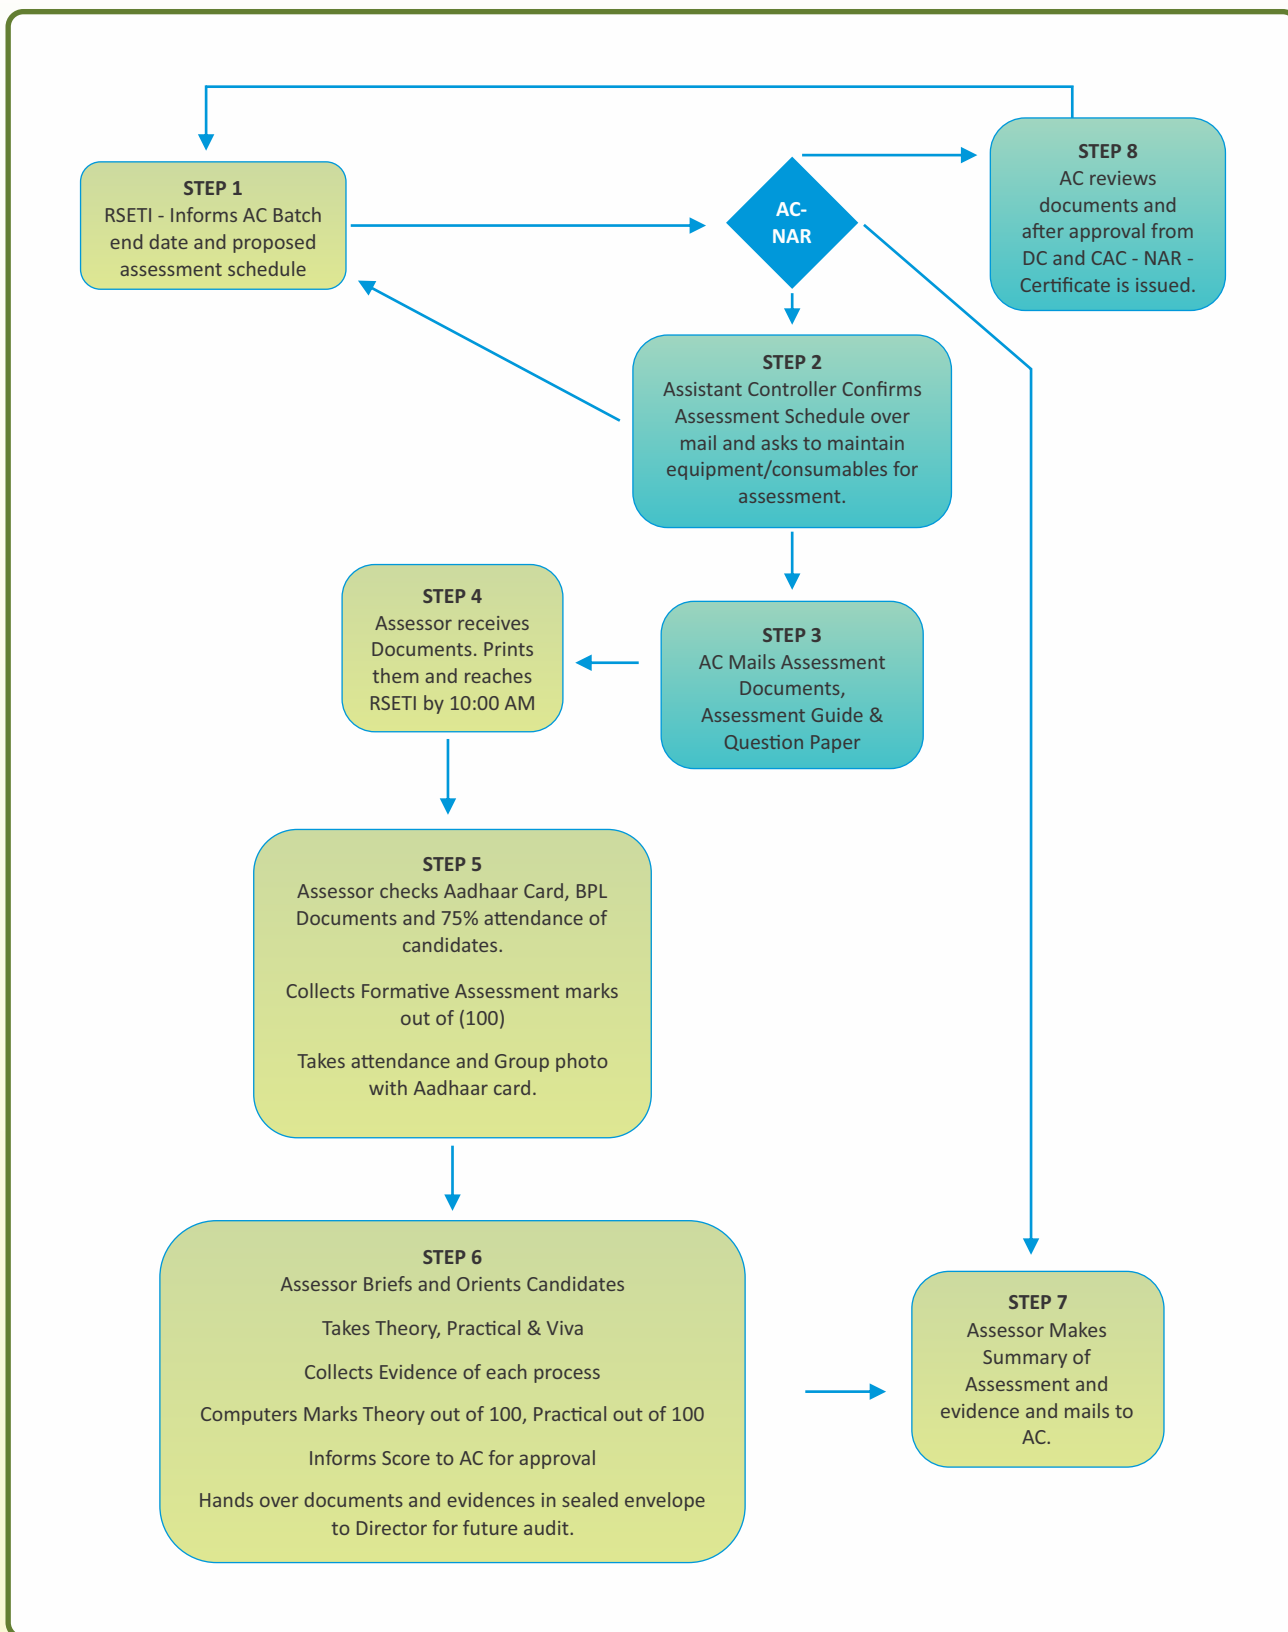 STEP 1
RSETI - Informs AC Batch
end date and proposed
assessment schedule
AC-
NAR
STEP 8
AC reviews
documents and
after approval from
DC and CAC - NAR -
Certificate is issued.
STEP 2
Assistant Controller Confirms
Assessment Schedule over
mail and asks to maintain
equipment/consumables for
assessment.
STEP 3
AC Mails Assessment
Documents,
Assessment Guide &
Question Paper
STEP 4
Assessor receives
Documents. Prints
them and reaches
RSETI by 10:00 AM
STEP 5
Assessor checks Aadhaar Card, BPL
Documents and 75% attendance of
candidates.
Collects Formative Assessment marks
out of (100)
Takes attendance and Group photo
with Aadhaar card.
STEP 6
Assessor Briefs and Orients Candidates
Takes Theory, Practical & Viva
Collects Evidence of each process
Computers Marks Theory out of 100, Practical out of 100
Informs Score to AC for approval
Hands over documents and evidences in sealed envelope
to Director for future audit.
STEP 7
Assessor Makes
Summary of
Assessment and
evidence and mails to
AC.